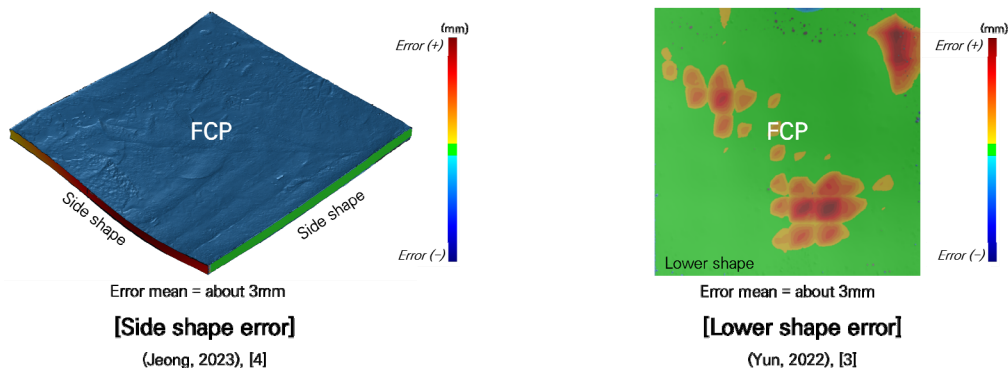 (mm)
Error (+)
FCP
Side shape
Side shape
Error (−)
Error mean = about 3mm
[Side shape error]
(Jeong, 2023), [4]
(mm)
Error (+)
FCP
Lower shape
Error (−)
Error mean = about 3mm
[Lower shape error]
(Yun, 2022), [3]